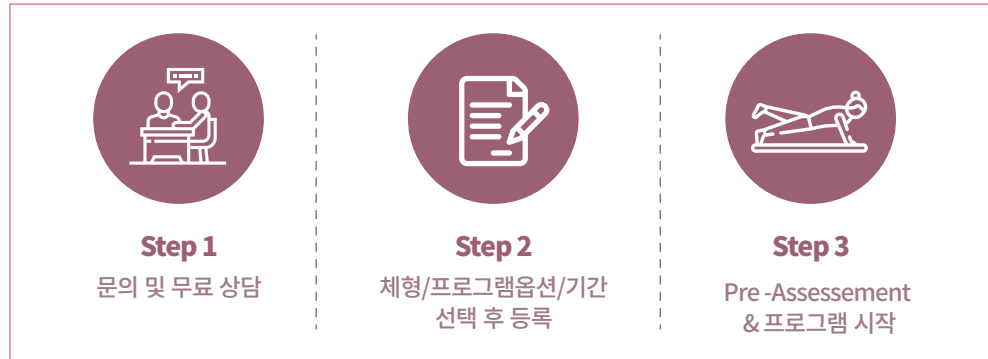 Step 1
문의 및 무료 상담
Step 2
체형/프로그램옵션/기간
선택 후 등록
Step 3
Pre -Assessement
& 프로그램 시작